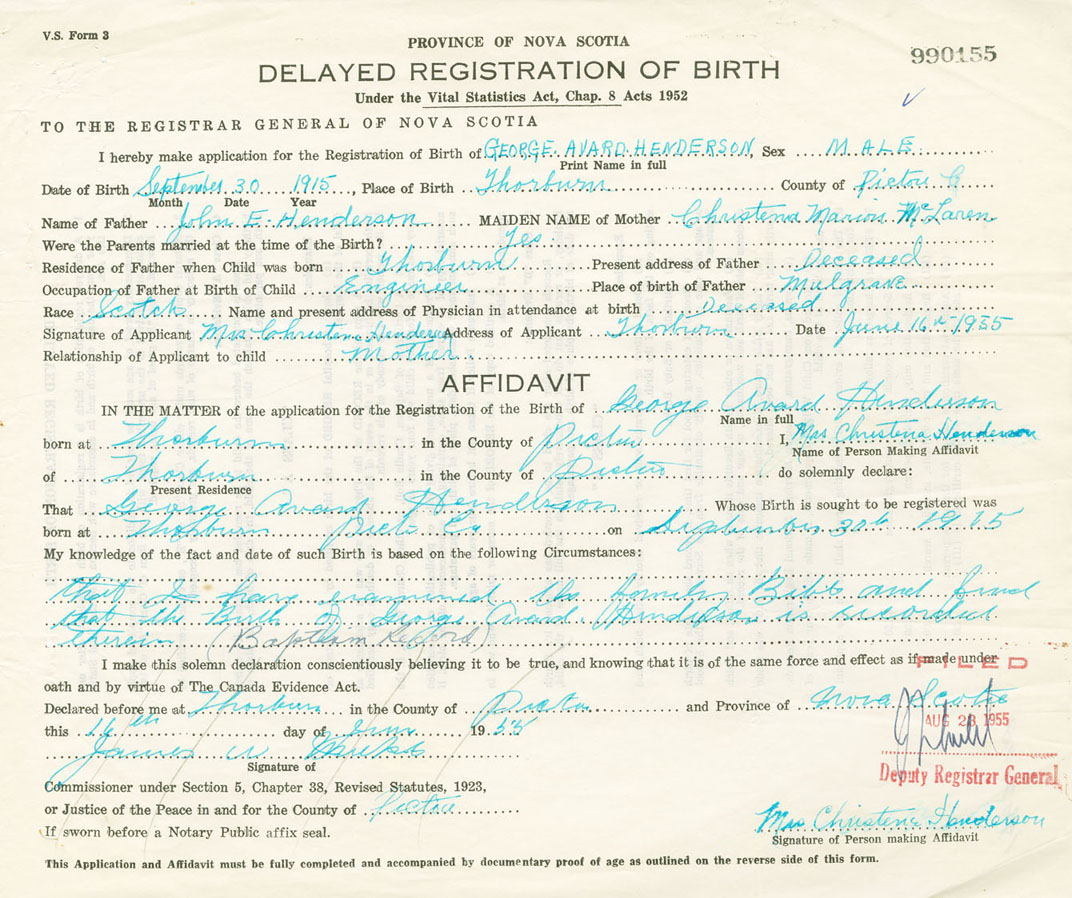 V.S. Form 3
PROVINCE OF NOVA SCOTIA
990155
DELAYED REGISTRATION OF BIRTH
Under the Vital Statistics Act, Chap. 8 Acts 1952
TO THE REGISTRAR GENERAL OF NOVA SCOTIA
I hereby make application for the Registration of Birth of GEORGE AVARD HENDERSON, Sex MALE
Print Name in full
Date of Birth September 30 1915, Place of Birth Thorburn County of Pictou Co
Month Date Year
Name of Father John E. Henderson MAIDEN NAME of Mother Christena Marion McLaren
Were the Parents married at the time of the Birth? Yes
Residence of Father when Child was born Thorburn Present address of Father Deceased
Occupation of Father at Birth of Child Engineer Place of birth of Father Mulgrave
Race Scotch Name and present address of Physician in attendance at birth Deceased
Signature of Applicant Mrs Christena Henderson Address of Applicant Thorburn Date June 16th 1955
Relationship of Applicant to child Mother
AFFIDAVIT
IN THE MATTER of the application for the Registration of the Birth of George Avard Henderson
Name in full
born at Thorburn in the County of Pictou I, Mrs Christena Henderson
Name of Person Making Affidavit
of Thorburn in the County of Pictou do solemnly declare:
Present Residence
That George Avard Henderson Whose Birth is sought to be registered was
born at Thorburn Pictou Co on September 30th 1915
My knowledge of the fact and date of such Birth is based on the following Circumstances:
that I have examined the Family Bible and find
that the Birth of George Avard Henderson is recorded
therein (Baptism Record)
I make this solemn declaration conscientiously believing it to be true, and knowing that it is of the same force and effect as if made under
FILED
oath and by virtue of The Canada Evidence Act.
Declared before me at Thorburn in the County of Pictou and Province of Nova Scotia
AUG 23 1955
this 16th day of June 1955
James
Deputy Registrar General
Signature of
Commissioner under Section 5, Chapter 38, Revised Statutes, 1923,
or Justice of the Peace in and for the County of Pictou
Mrs Christena Henderson
If sworn before a Notary Public affix seal.
Signature of Person making Affidavit
This Application and Affidavit must be fully completed and accompanied by documentary proof of age as outlined on the reverse side of this form.